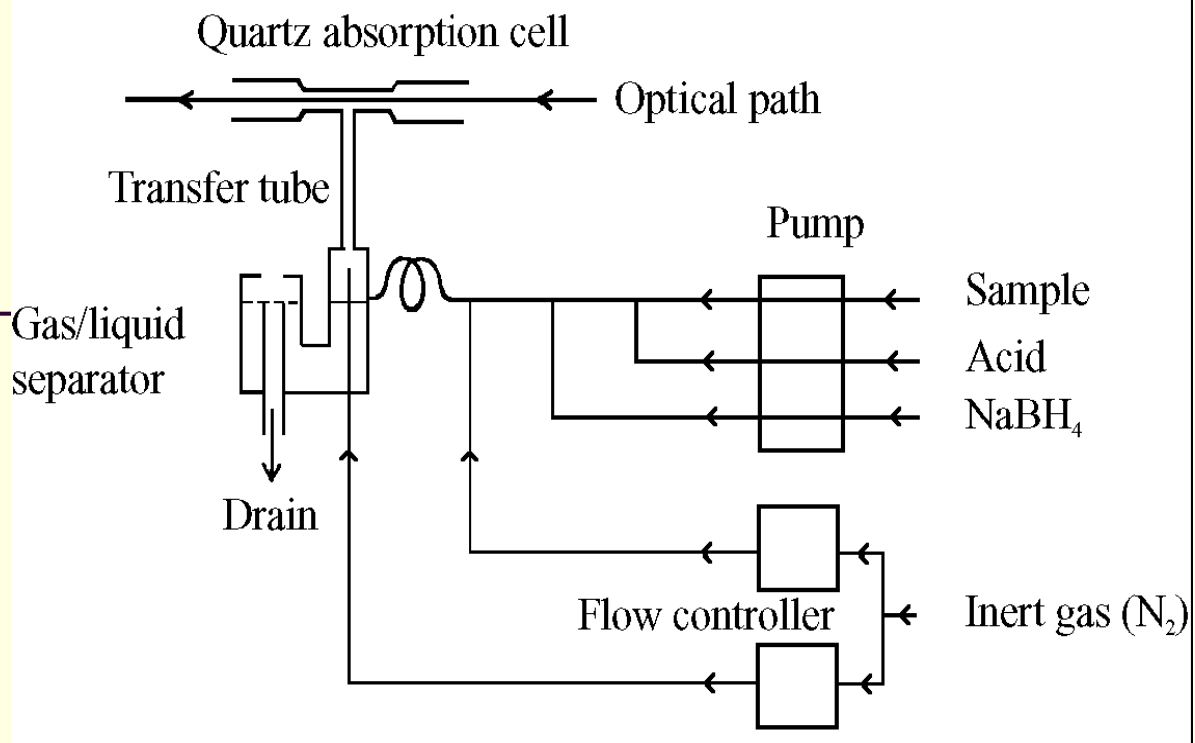 Quartz absorption cell
Optical path
Transfer tube
Pump
Sample
Gas/liquid
separator
Acid
NaBH₄
Drain
Flow controller
Inert gas (N₂)